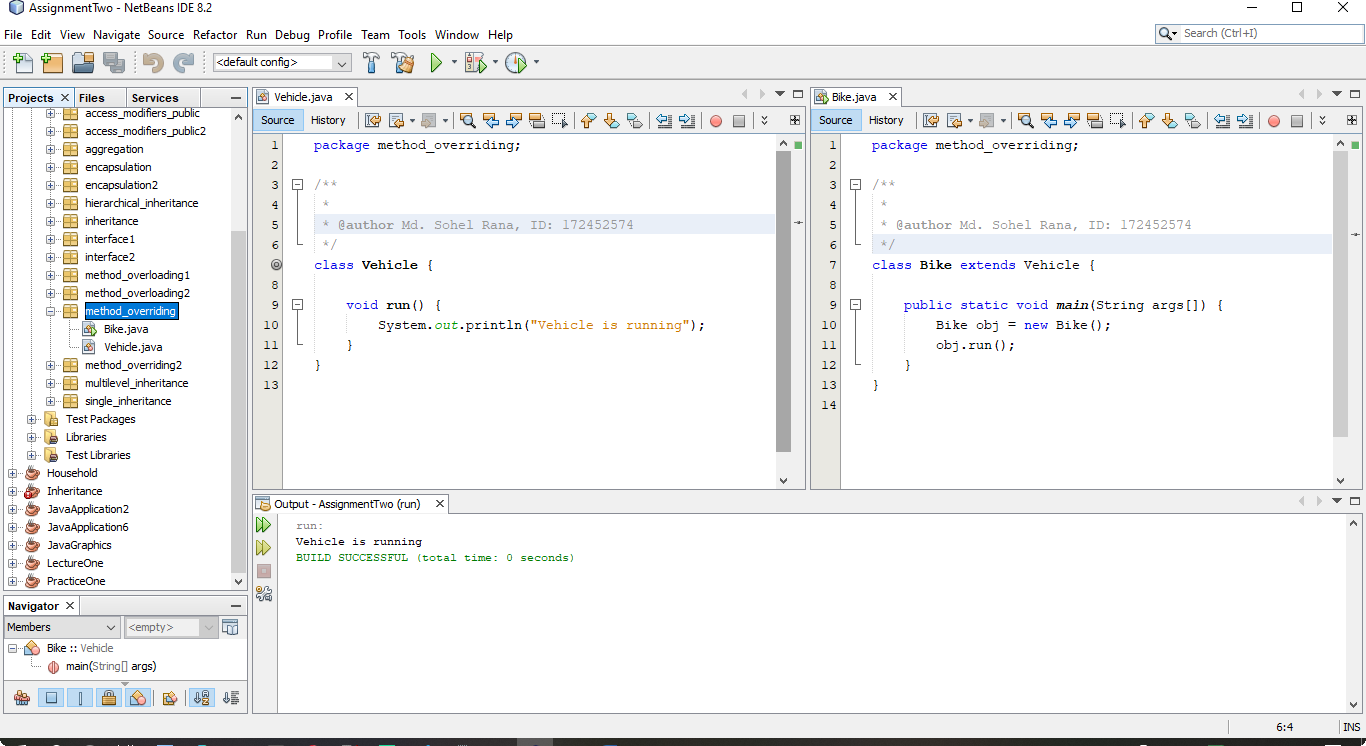 AssignmentTwo - NetBeans IDE 8.2
File Edit View Navigate Source Refactor Run Debug Profile Team Tools Window Help
Search (Ctrl+I)
<default config>
Projects Files Services
access_modifiers_public
access_modifiers_public2
aggregation
encapsulation
encapsulation2
hierarchical_inheritance
inheritance
interface1
interface2
method_overloading1
method_overloading2
method_overriding
Bike.java
Vehicle.java
method_overriding2
multilevel_inheritance
single_inheritance
Test Packages
Libraries
Test Libraries
Household
Inheritance
JavaApplication2
JavaApplication6
JavaGraphics
LectureOne
PracticeOne
Navigator
Members <empty>
Bike :: Vehicle
main(String[] args)
Vehicle.java
Source History
1 package method_overriding;
2
3 /**
4 *
5 * @author Md. Sohel Rana, ID: 172452574
6 */
class Vehicle {
8
9 void run() {
10 System.out.println("Vehicle is running");
11 }
12 }
13
Bike.java
Source History
1 package method_overriding;
2
3 /**
4 *
5 * @author Md. Sohel Rana, ID: 172452574
6 */
7 class Bike extends Vehicle {
8
9 public static void main(String args[]) {
10 Bike obj = new Bike();
11 obj.run();
12 }
13 }
14
Output - AssignmentTwo (run)
run:
Vehicle is running
BUILD SUCCESSFUL (total time: 0 seconds)
6:4 INS